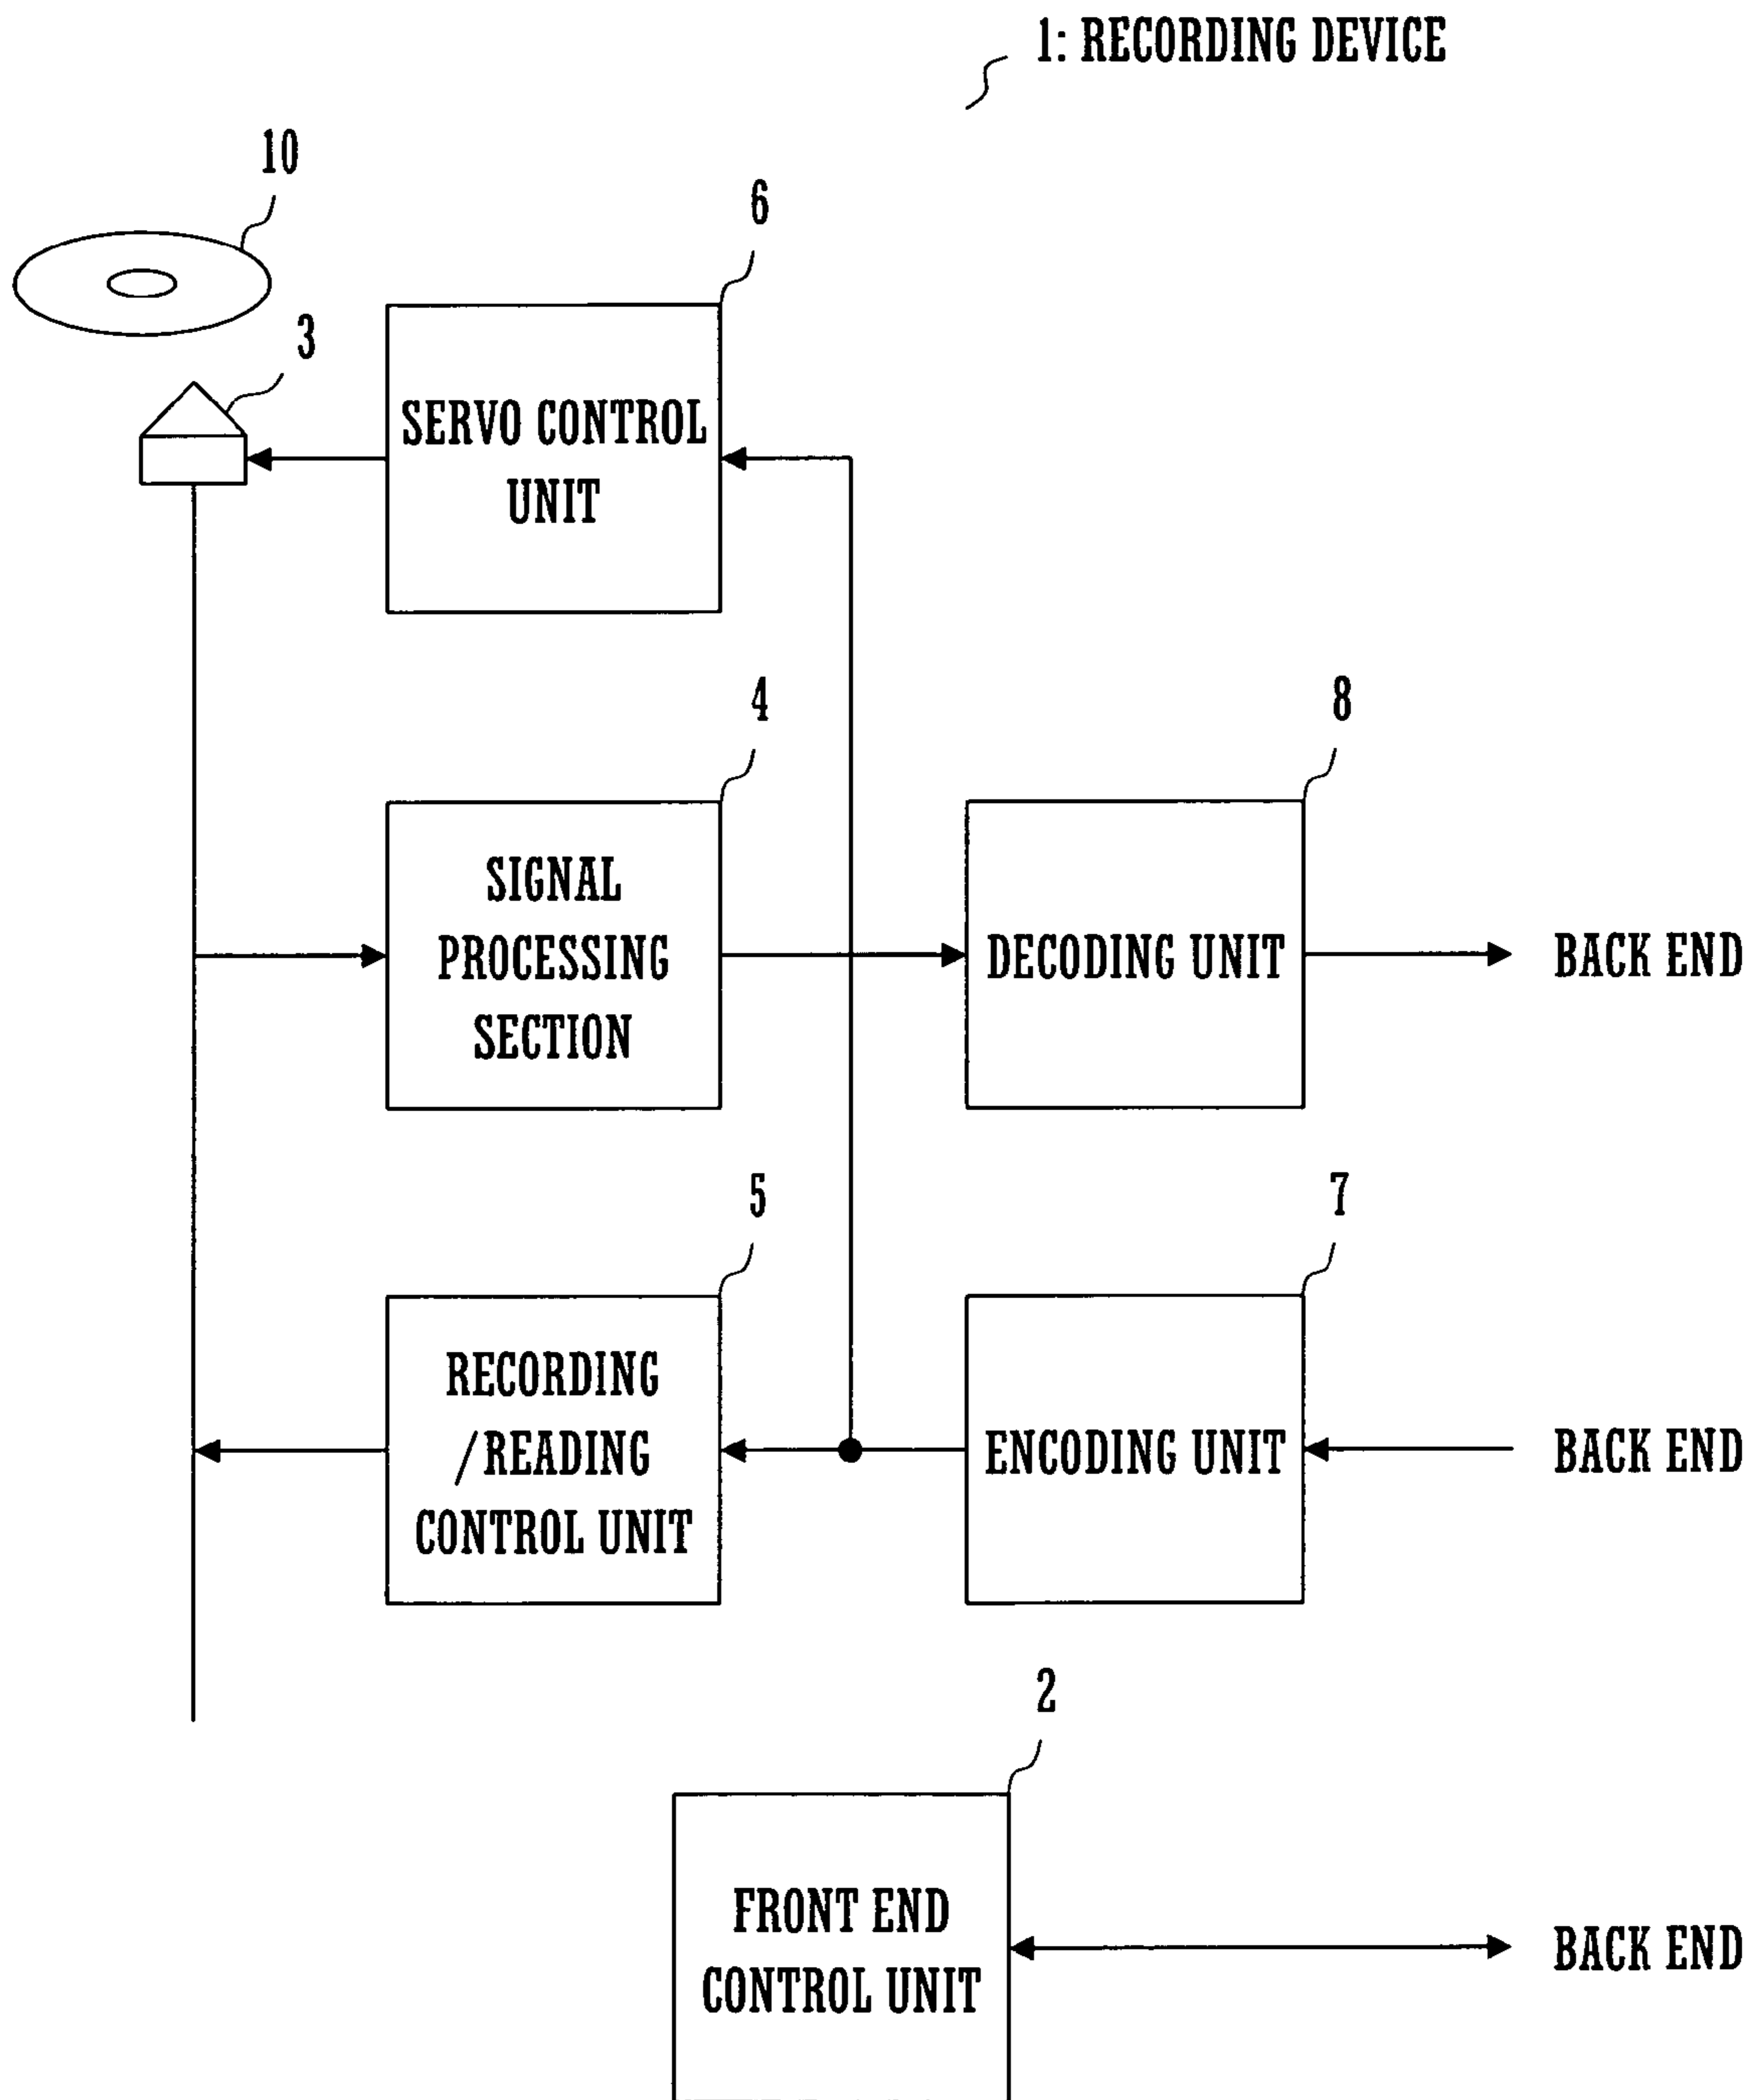 1: RECORDING DEVICE
10
6
3
SERVO CONTROL
UNIT
4
8
SIGNAL
PROCESSING
SECTION
DECODING UNIT
BACK END
5
7
RECORDING
/READING
CONTROL UNIT
ENCODING UNIT
BACK END
2
FRONT END
CONTROL UNIT
BACK END